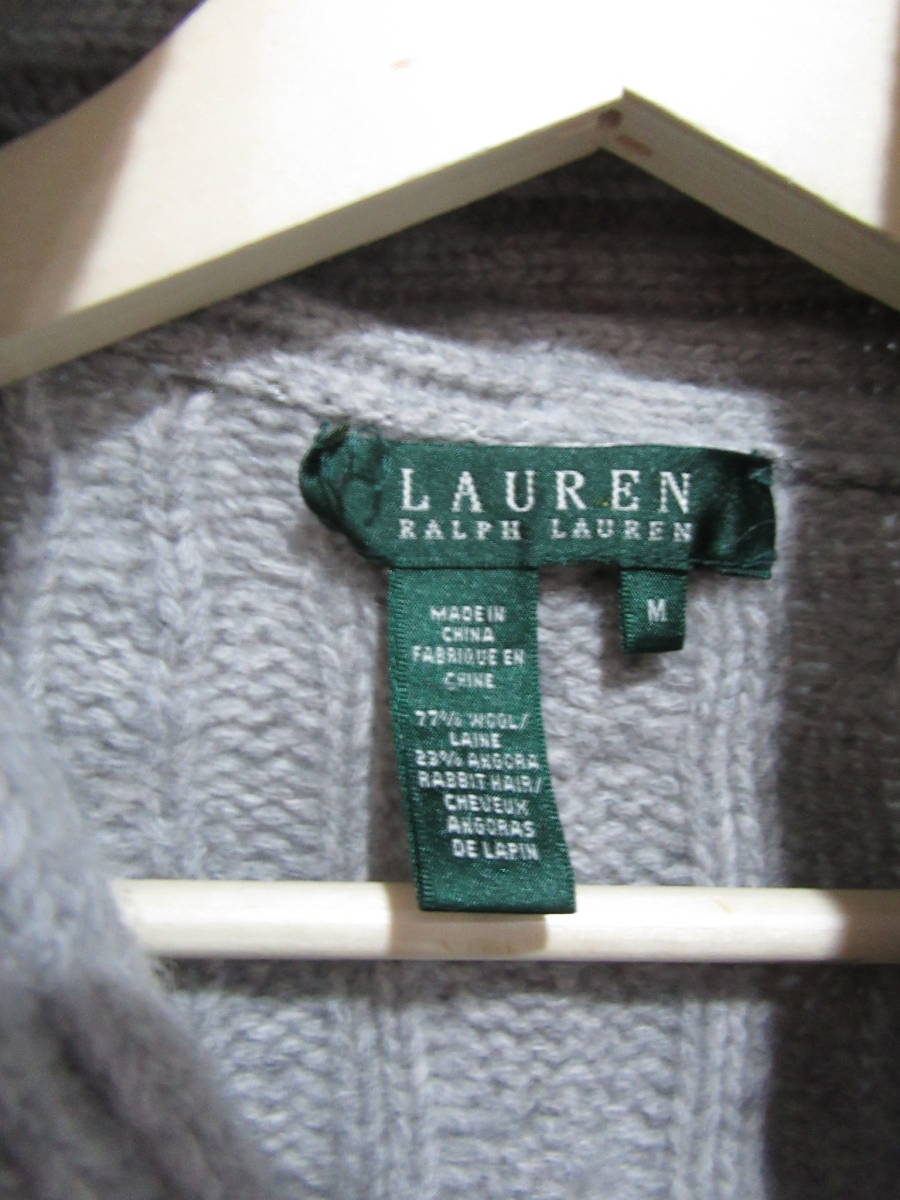 LAUREN
RALPH LAUREN
M
MADE IN
CHINA
FABRIQUE EN
CHINE
77% WOOL/
LAINE
23% ANGORA
RABBIT HAIR/
CHEVEUX
ANGORAS
DE LAPIN